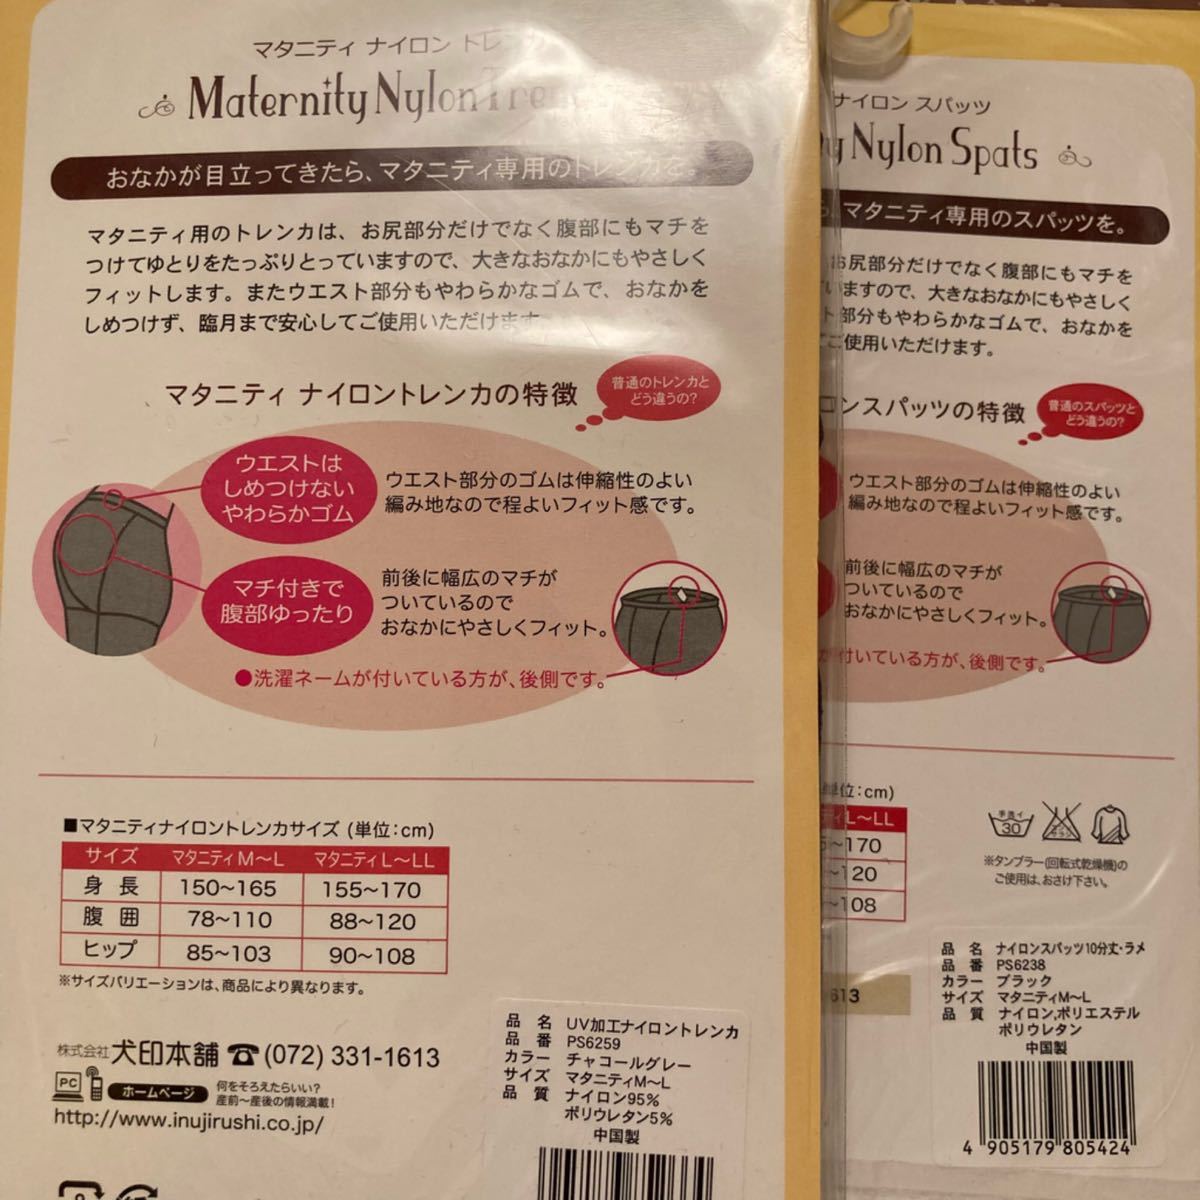 マタニティ ナイロン トレンカ
Maternity Nylon Tren
おなかが目立ってきたら、マタニティ専用のトレンカを。
マタニティ用のトレンカは、お尻部分だけでなく腹部にもマチを
つけてゆとりをたっぷりとっていますので、大きなおなかにもやさしく
フィットします。またウエスト部分もやわらかなゴムで、おなかを
しめつけず、臨月まで安心してご使用いただけます。
マタニティ ナイロントレンカの特徴
普通のトレンカと
どう違うの?
ウエストは
しめつけない
やわらかゴム
ウエスト部分のゴムは伸縮性のよい
編み地なので程よいフィット感です。
マチ付きで
腹部ゆったり
前後に幅広のマチが
ついているので
おなかにやさしくフィット。
●洗濯ネームが付いている方が、後側です。
■マタニティナイロントレンカサイズ (単位:cm)
サイズ マタニティM〜L マタニティL〜LL
身長 150〜165 155〜170
腹囲 78〜110 88〜120
ヒップ 85〜103 90〜108
※サイズバリエーションは、商品により異なります。
株式会社 犬印本舗 ☎(072) 331-1613
PC ホームページ 何をそろえたらいい?
産前〜産後の情報満載!
http://www.inujirushi.co.jp/
品名 UV加工ナイロントレンカ
品番 PS6259
カラー チャコールグレー
サイズ マタニティM〜L
品質 ナイロン95%
ポリウレタン5%
中国製
ナイロン スパッツ
Nylon Spats
マタニティ専用のスパッツを。
お尻部分だけでなく腹部にもマチを
いますので、大きなおなかにもやさしく
ト部分もやわらかなゴムで、おなかを
ご使用いただけます。
ロンスパッツの特徴
普通のスパッツと
どう違うの?
ウエスト部分のゴムは伸縮性のよい
編み地なので程よいフィット感です。
前後に幅広のマチが
ついているので
おなかにやさしくフィット。
付いている方が、後側です。
単位:cm)
L〜LL
〜170
〜120
〜108
613
手洗イ
30
※タンブラー(回転式乾燥機)の
ご使用は、おさけ下さい。
品名 ナイロンスパッツ10分丈・ラメ
品番 PS6238
カラー ブラック
サイズ マタニティM〜L
品質 ナイロン,ポリエステル
ポリウレタン
中国製
4 905179 805424